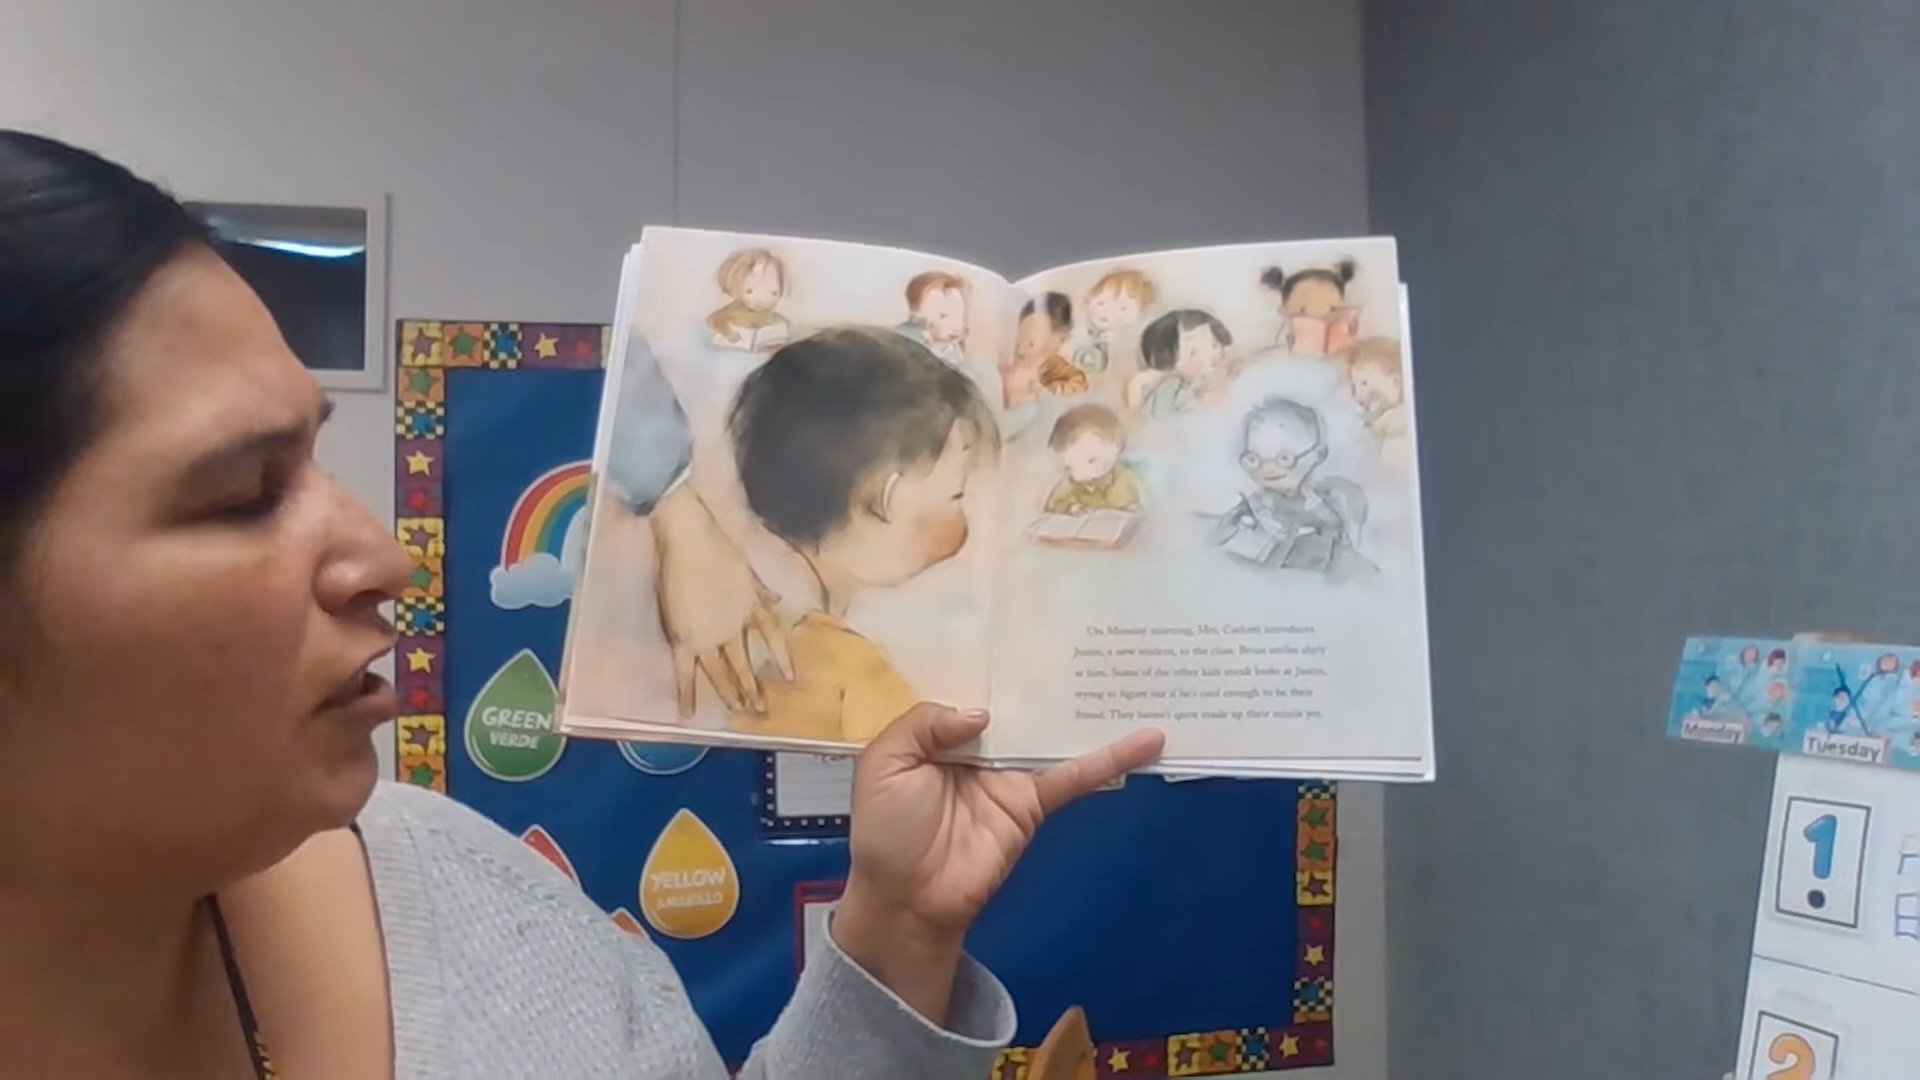 On Monday morning, Mrs. Carlotti introduces
Justin, a new student, to the class. Brian smiles shyly
at him. Some of the other kids sneak looks at Justin,
trying to figure out if he's cool enough to be their
friend. They haven't quite made up their minds yet.
GREEN
VERDE
YELLOW
AMARILLO
Monday
Tuesday
1
2